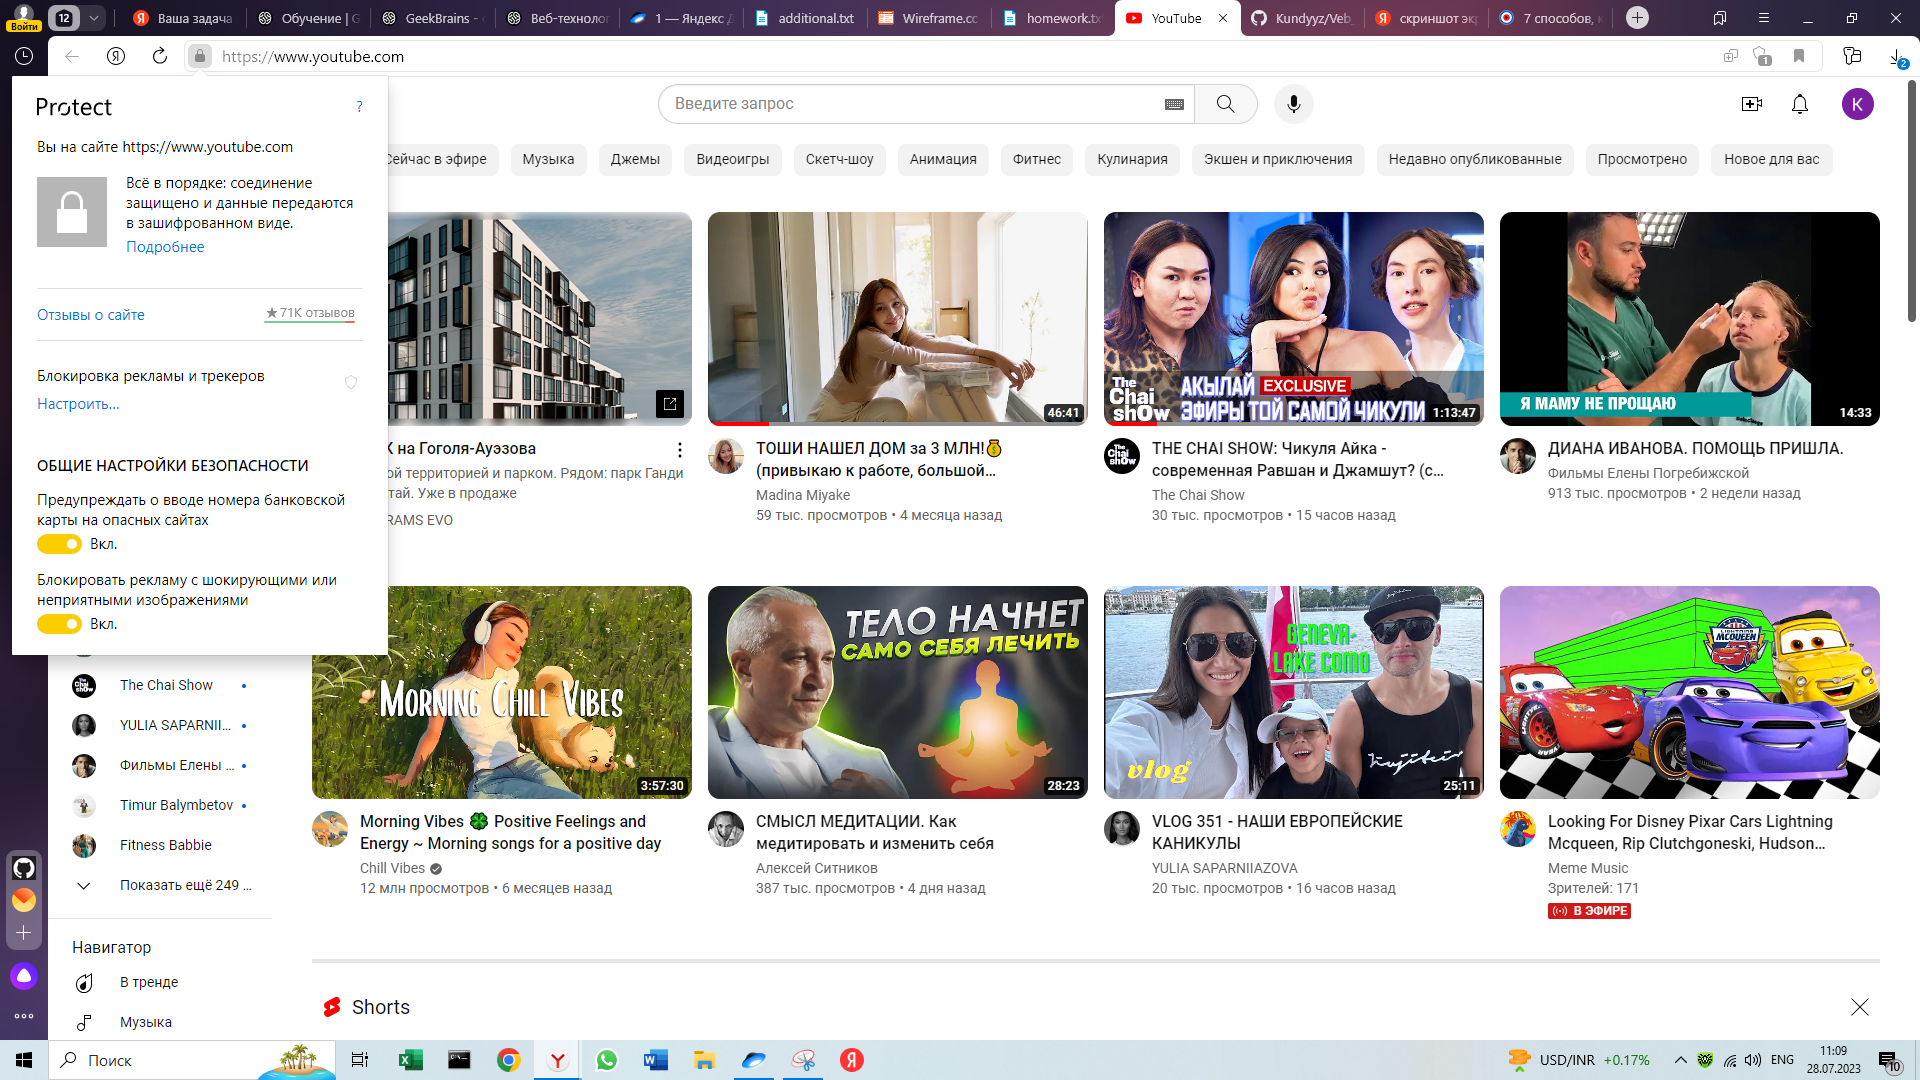 Войти
12
Ваша задача
Обучение | G
GeekBrains -
Веб-технолог
1 — Яндекс Д
additional.txt
Wireframe.cc
homework.tx
YouTube
Kundyyz/Veb_
скриншот экр
7 способов, к
https://www.youtube.com
1
2
Protect
?
Вы на сайте https://www.youtube.com
Всё в порядке: соединение
защищено и данные передаются
в зашифрованном виде.
Подробнее
Отзывы о сайте
★ 71K отзывов
Блокировка рекламы и трекеров
Настроить...
ОБЩИЕ НАСТРОЙКИ БЕЗОПАСНОСТИ
Предупреждать о вводе номера банковской
карты на опасных сайтах
Вкл.
Блокировать рекламу с шокирующими или
неприятными изображениями
Вкл.
Введите запрос
K
Сейчас в эфире
Музыка
Джемы
Видеоигры
Скетч-шоу
Анимация
Фитнес
Кулинария
Экшен и приключения
Недавно опубликованные
Просмотрено
Новое для вас
К на Гоголя-Ауэзова
ой территорией и парком. Рядом: парк Ганди
тай. Уже в продаже
RAMS EVO
46:41
ТОШИ НАШЕЛ ДОМ за 3 МЛН!💰
(привыкаю к работе, большой…
Madina Miyake
59 тыс. просмотров • 4 месяца назад
The Chai shOw
АКЫЛАЙ EXCLUSIVE
ЭФИРЫ ТОЙ САМОЙ ЧИКУЛИ
1:13:47
THE CHAI SHOW: Чикуля Айка -
современная Равшан и Джамшут? (с…
The Chai Show
30 тыс. просмотров • 15 часов назад
Я МАМУ НЕ ПРОЩАЮ
14:33
ДИАНА ИВАНОВА. ПОМОЩЬ ПРИШЛА.
Фильмы Елены Погребижской
913 тыс. просмотров • 2 недели назад
MORNING CHILL VIBES
3:57:30
Morning Vibes 🍀 Positive Feelings and
Energy ~ Morning songs for a positive day
Chill Vibes
12 млн просмотров • 6 месяцев назад
ТЕЛО НАЧНЕТ
САМО СЕБЯ ЛЕЧИТЬ
28:23
СМЫСЛ МЕДИТАЦИИ. Как
медитировать и изменить себя
Алексей Ситников
387 тыс. просмотров • 4 дня назад
GENEVA-
LAKE COMO
vlog
25:11
VLOG 351 - НАШИ ЕВРОПЕЙСКИЕ
КАНИКУЛЫ
YULIA SAPARNIIAZOVA
20 тыс. просмотров • 16 часов назад
LIGHTNING
MCQUEEN
Looking For Disney Pixar Cars Lightning
Mcqueen, Rip Clutchgoneski, Hudson…
Meme Music
Зрителей: 171
В ЭФИРЕ
The Chai Show
YULIA SAPARNII…
Фильмы Елены …
Timur Balymbetov
Fitness Babbie
Показать ещё 249 …
Навигатор
В тренде
Музыка
Shorts
Поиск
USD/INR +0.17%
ENG
11:09
28.07.2023
10